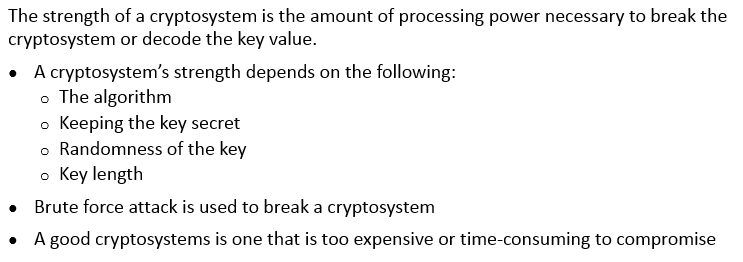 The strength of a cryptosystem is the amount of processing power necessary to break the
cryptosystem or decode the key value.
• A cryptosystem’s strength depends on the following:
o The algorithm
o Keeping the key secret
o Randomness of the key
o Key length
• Brute force attack is used to break a cryptosystem
• A good cryptosystems is one that is too expensive or time-consuming to compromise